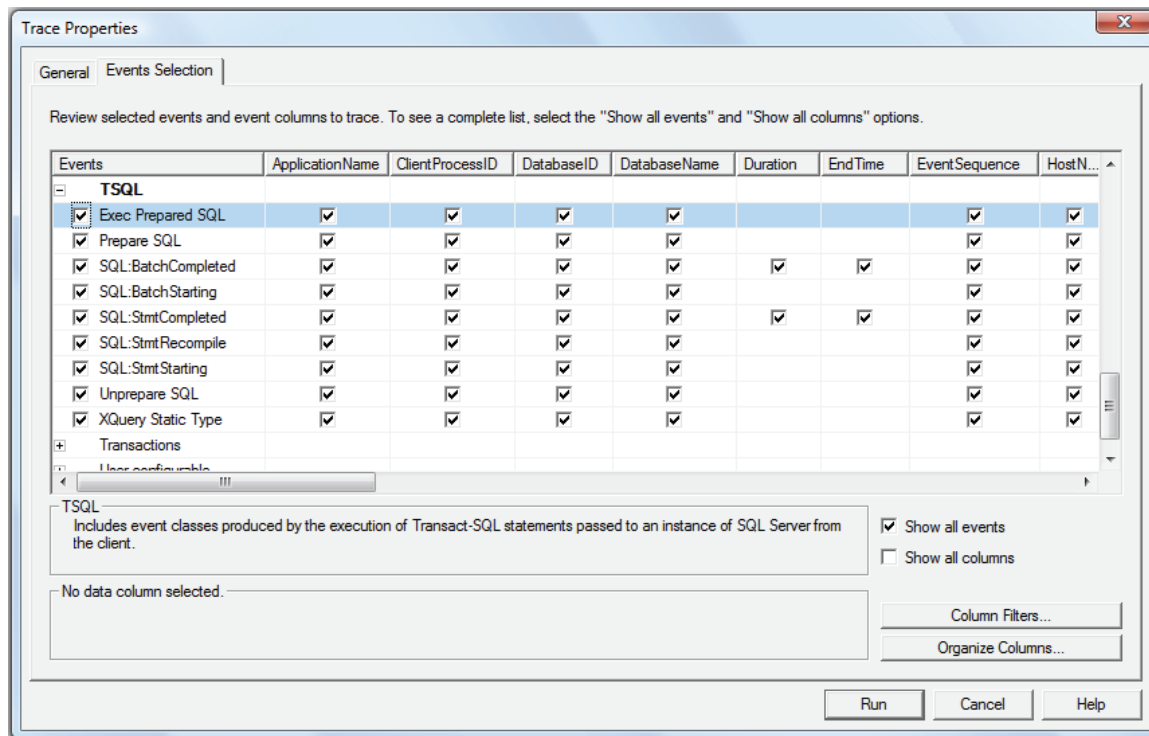 Trace Properties
General Events Selection
Review selected events and event columns to trace. To see a complete list, select the "Show all events" and "Show all columns" options.
Events ApplicationName ClientProcessID DatabaseID DatabaseName Duration EndTime EventSequence HostN...
TSQL
Exec Prepared SQL
Prepare SQL
SQL:BatchCompleted
SQL:BatchStarting
SQL:StmtCompleted
SQL:StmtRecompile
SQL:StmtStarting
Unprepare SQL
XQuery Static Type
Transactions
User configurable
TSQL
Includes event classes produced by the execution of Transact-SQL statements passed to an instance of SQL Server from
the client.
Show all events
Show all columns
No data column selected.
Column Filters...
Organize Columns...
Run Cancel Help